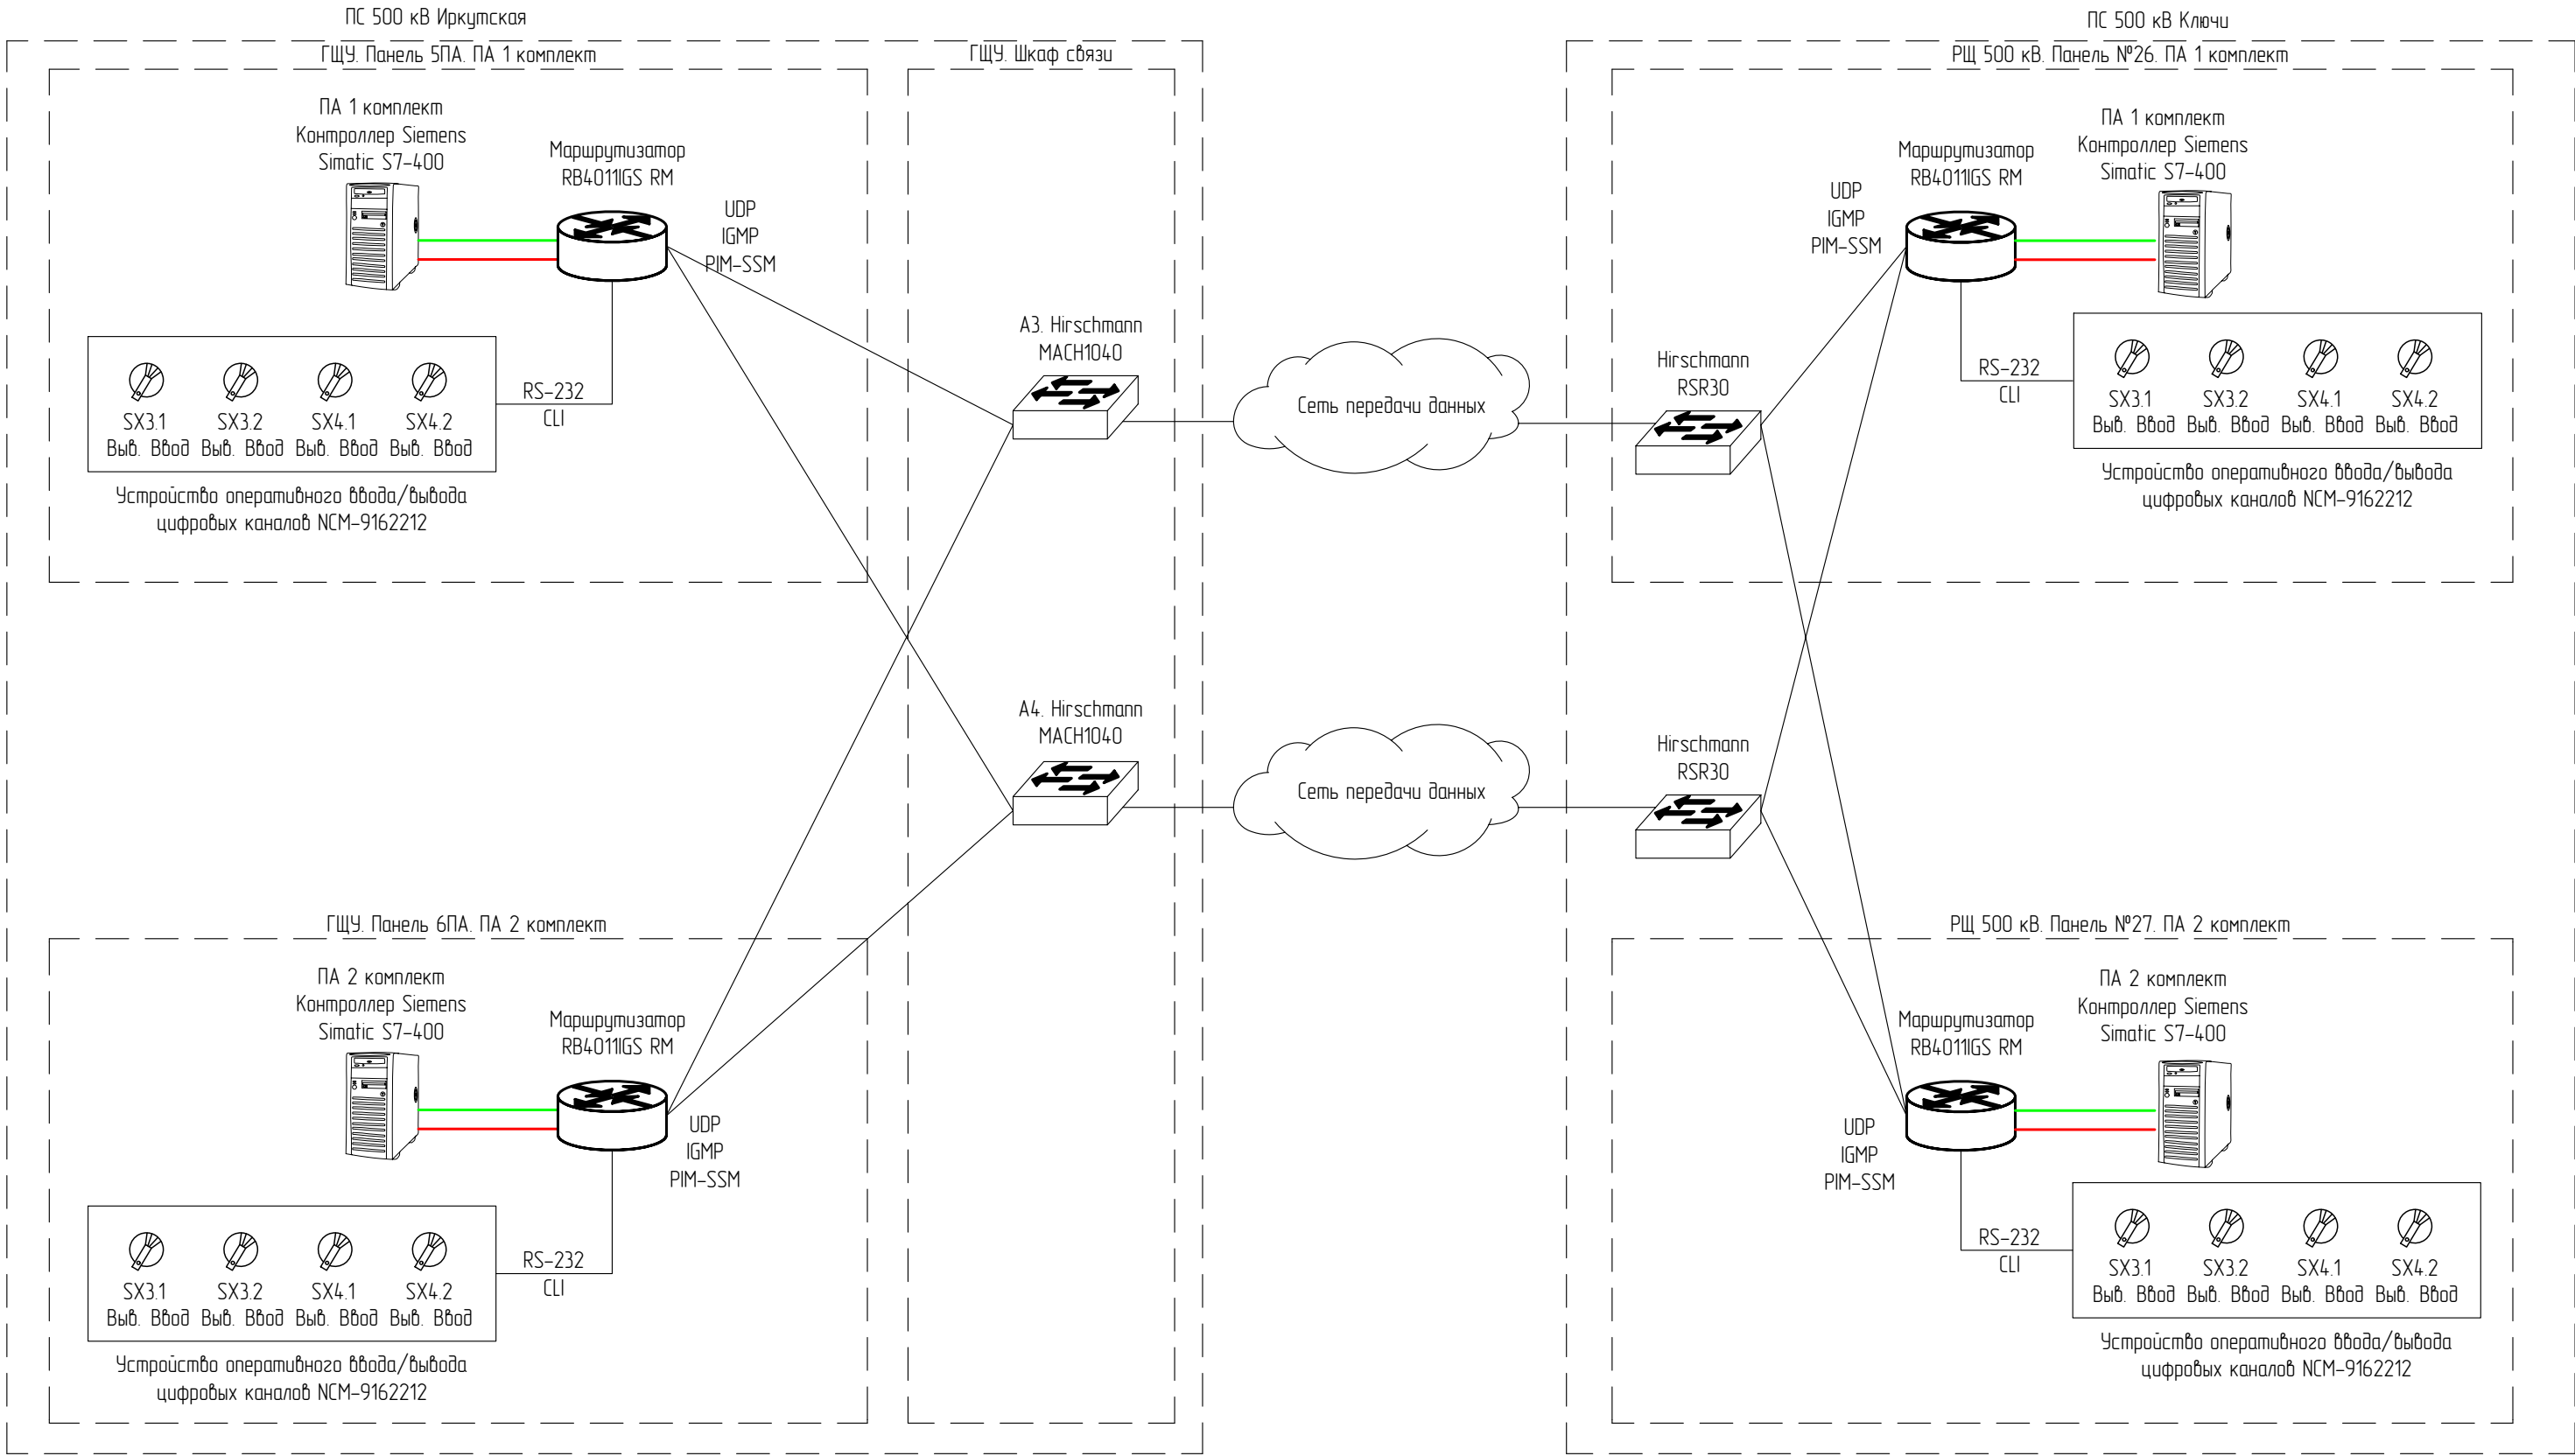 ПС 500 кВ Иркутская
ПС 500 кВ Ключи
ГЩУ. Панель 5ПА. ПА 1 комплект
ГЩУ. Шкаф связи
РЩ 500 кВ. Панель №26. ПА 1 комплект
ПА 1 комплект
Контроллер Siemens
Simatic S7-400
Маршрутизатор
RB4011IGS RM
UDP
IGMP
PIM-SSM
RS-232
CLI
SX3.1
SX3.2
SX4.1
SX4.2
Выв. Ввод
Выв. Ввод
Выв. Ввод
Выв. Ввод
Устройство оперативного ввода/вывода
цифровых каналов NCM-9162212
А3. Hirschmann
MACH1040
Сеть передачи данных
Hirschmann
RSR30
UDP
IGMP
PIM-SSM
Маршрутизатор
RB4011IGS RM
ПА 1 комплект
Контроллер Siemens
Simatic S7-400
RS-232
CLI
SX3.1
SX3.2
SX4.1
SX4.2
Выв. Ввод
Выв. Ввод
Выв. Ввод
Выв. Ввод
Устройство оперативного ввода/вывода
цифровых каналов NCM-9162212
А4. Hirschmann
MACH1040
Сеть передачи данных
Hirschmann
RSR30
ГЩУ. Панель 6ПА. ПА 2 комплект
ПА 2 комплект
Контроллер Siemens
Simatic S7-400
Маршрутизатор
RB4011IGS RM
UDP
IGMP
PIM-SSM
RS-232
CLI
SX3.1
SX3.2
SX4.1
SX4.2
Выв. Ввод
Выв. Ввод
Выв. Ввод
Выв. Ввод
Устройство оперативного ввода/вывода
цифровых каналов NCM-9162212
РЩ 500 кВ. Панель №27. ПА 2 комплект
Маршрутизатор
RB4011IGS RM
ПА 2 комплект
Контроллер Siemens
Simatic S7-400
UDP
IGMP
PIM-SSM
RS-232
CLI
SX3.1
SX3.2
SX4.1
SX4.2
Выв. Ввод
Выв. Ввод
Выв. Ввод
Выв. Ввод
Устройство оперативного ввода/вывода
цифровых каналов NCM-9162212